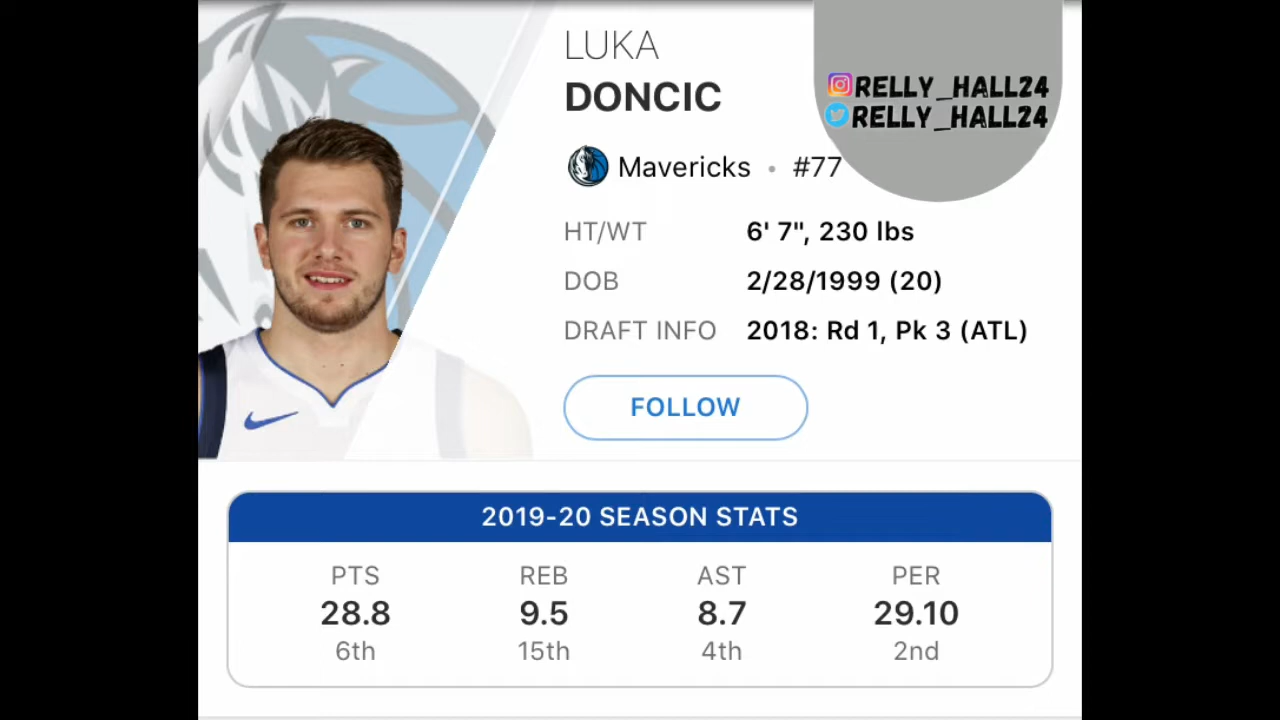 LUKA
DONCIC
RELLY_HALL24
RELLY_HALL24
Mavericks • #77
HT/WT 6' 7", 230 lbs
DOB 2/28/1999 (20)
DRAFT INFO 2018: Rd 1, Pk 3 (ATL)
FOLLOW
2019-20 SEASON STATS
PTS REB AST PER
28.8 9.5 8.7 29.10
6th 15th 4th 2nd